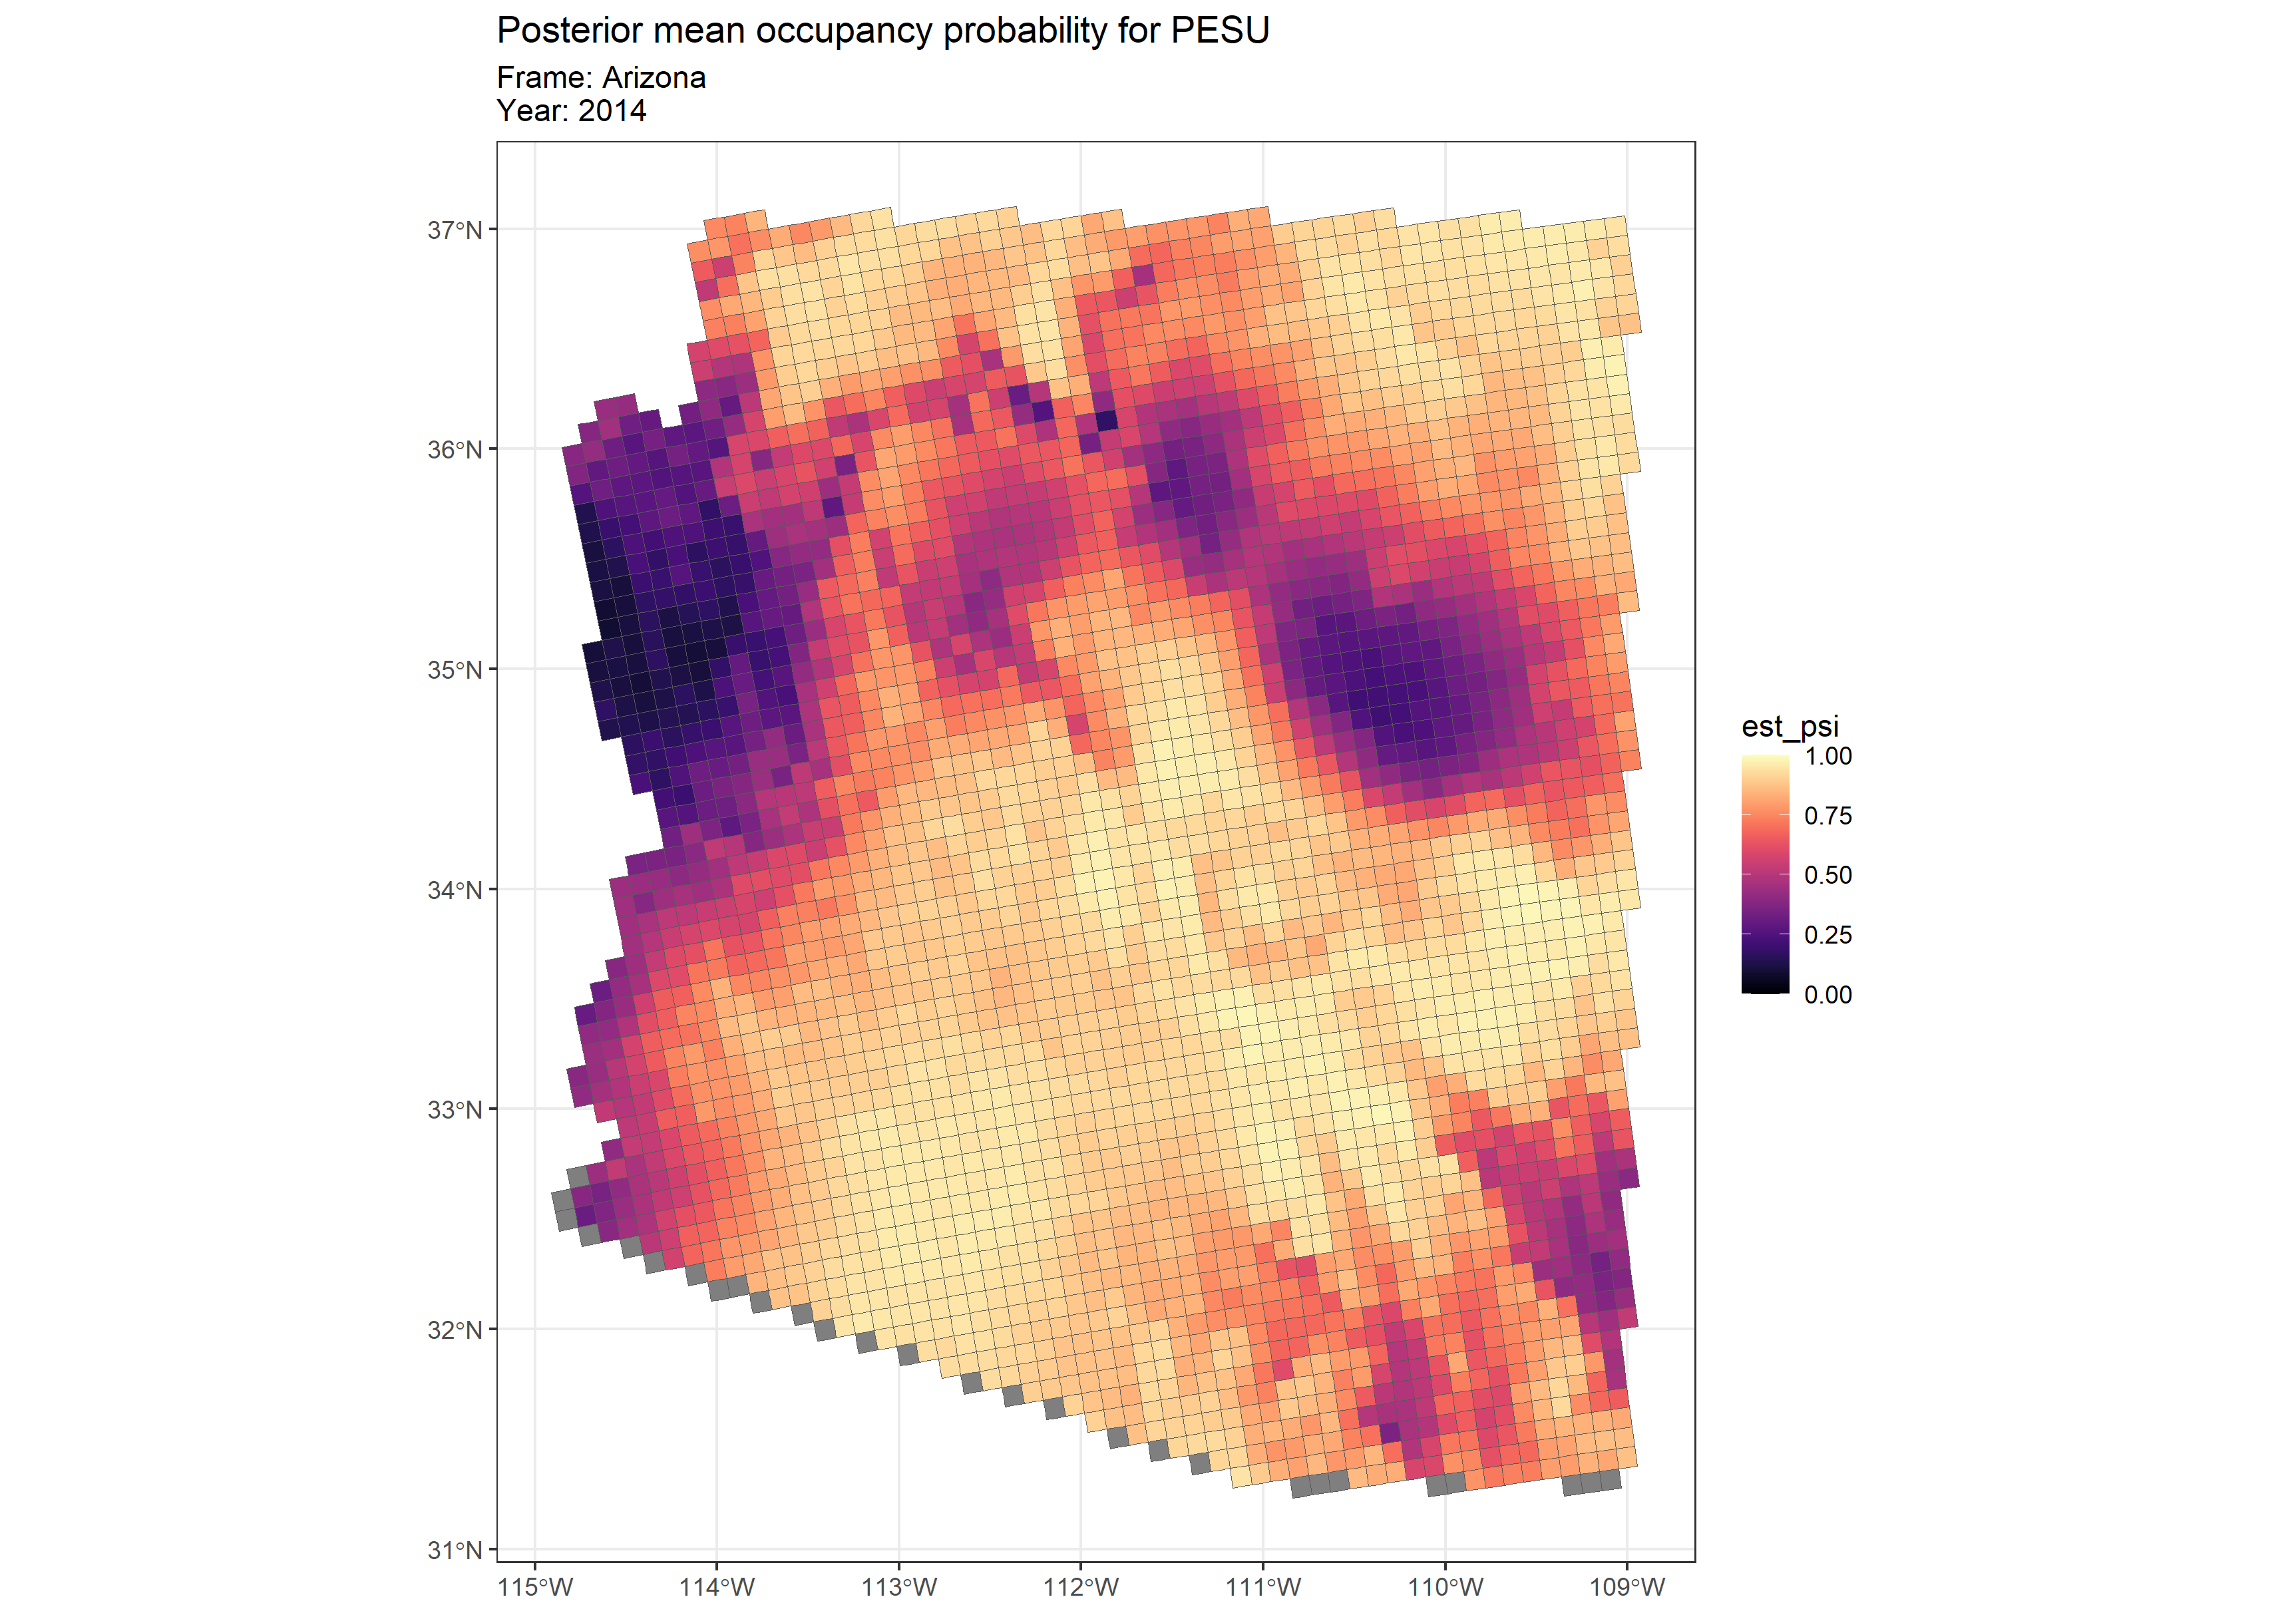 Posterior mean occupancy probability for PESU
Frame: Arizona
Year: 2014
37°N
36°N
35°N
34°N
33°N
32°N
31°N
115°W
114°W
113°W
112°W
111°W
110°W
109°W
est_psi
1.00
0.75
0.50
0.25
0.00